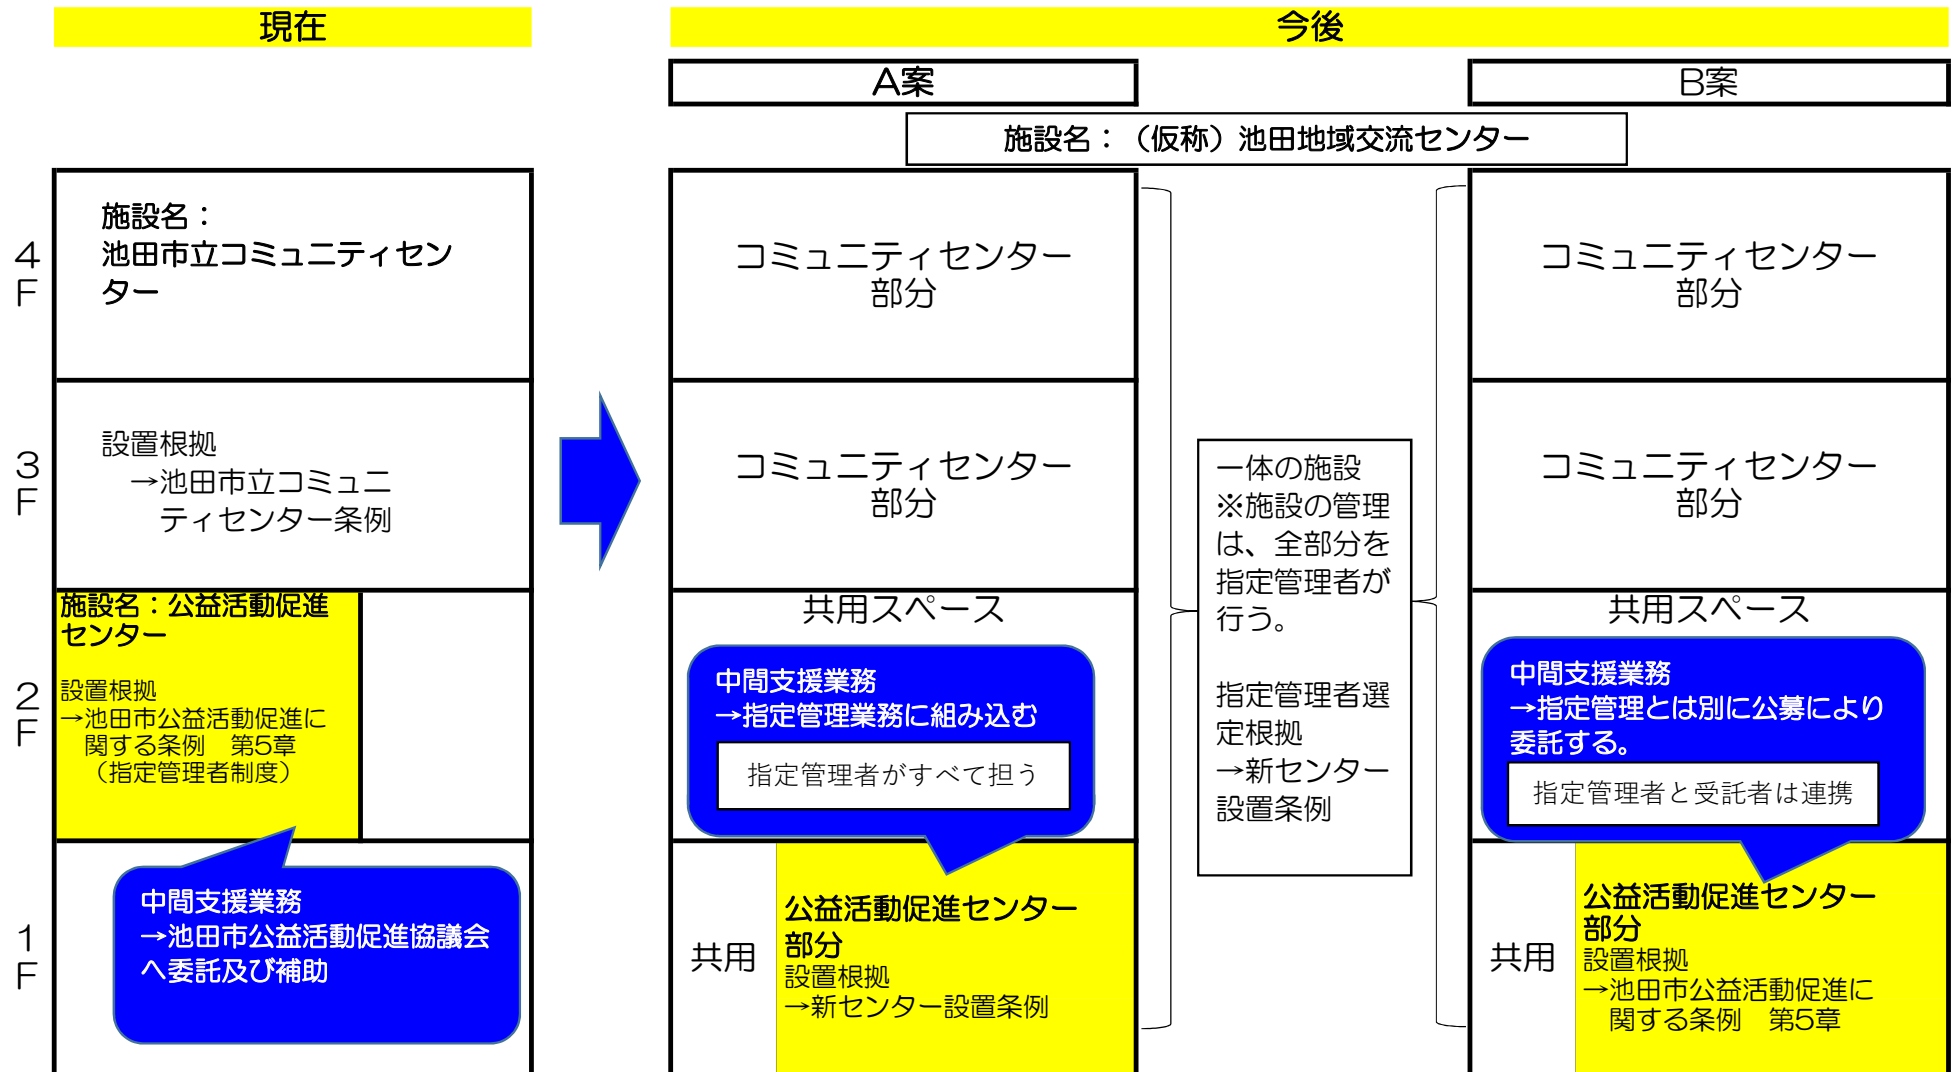 現在
今後
A案
B案
施設名：（仮称）池田地域交流センター
4
F
施設名：
池田市立コミュニティセン
ター
コミュニティセンター
部分
コミュニティセンター
部分
3
F
設置根拠
→池田市立コミュニ
ティセンター条例
コミュニティセンター
部分
コミュニティセンター
部分
一体の施設
※施設の管理
は、全部分を
指定管理者が
行う。
指定管理者選
定根拠
→新センター
設置条例
2
F
施設名：公益活動促進
センター
設置根拠
→池田市公益活動促進に
関する条例　第5章
（指定管理者制度）
共用スペース
中間支援業務
→指定管理業務に組み込む
指定管理者がすべて担う
共用スペース
中間支援業務
→指定管理とは別に公募により
委託する。
指定管理者と受託者は連携
1
F
中間支援業務
→池田市公益活動促進協議会
へ委託及び補助
共用
公益活動促進センター
部分
設置根拠
→新センター設置条例
共用
公益活動促進センター
部分
設置根拠
→池田市公益活動促進に
関する条例　第5章